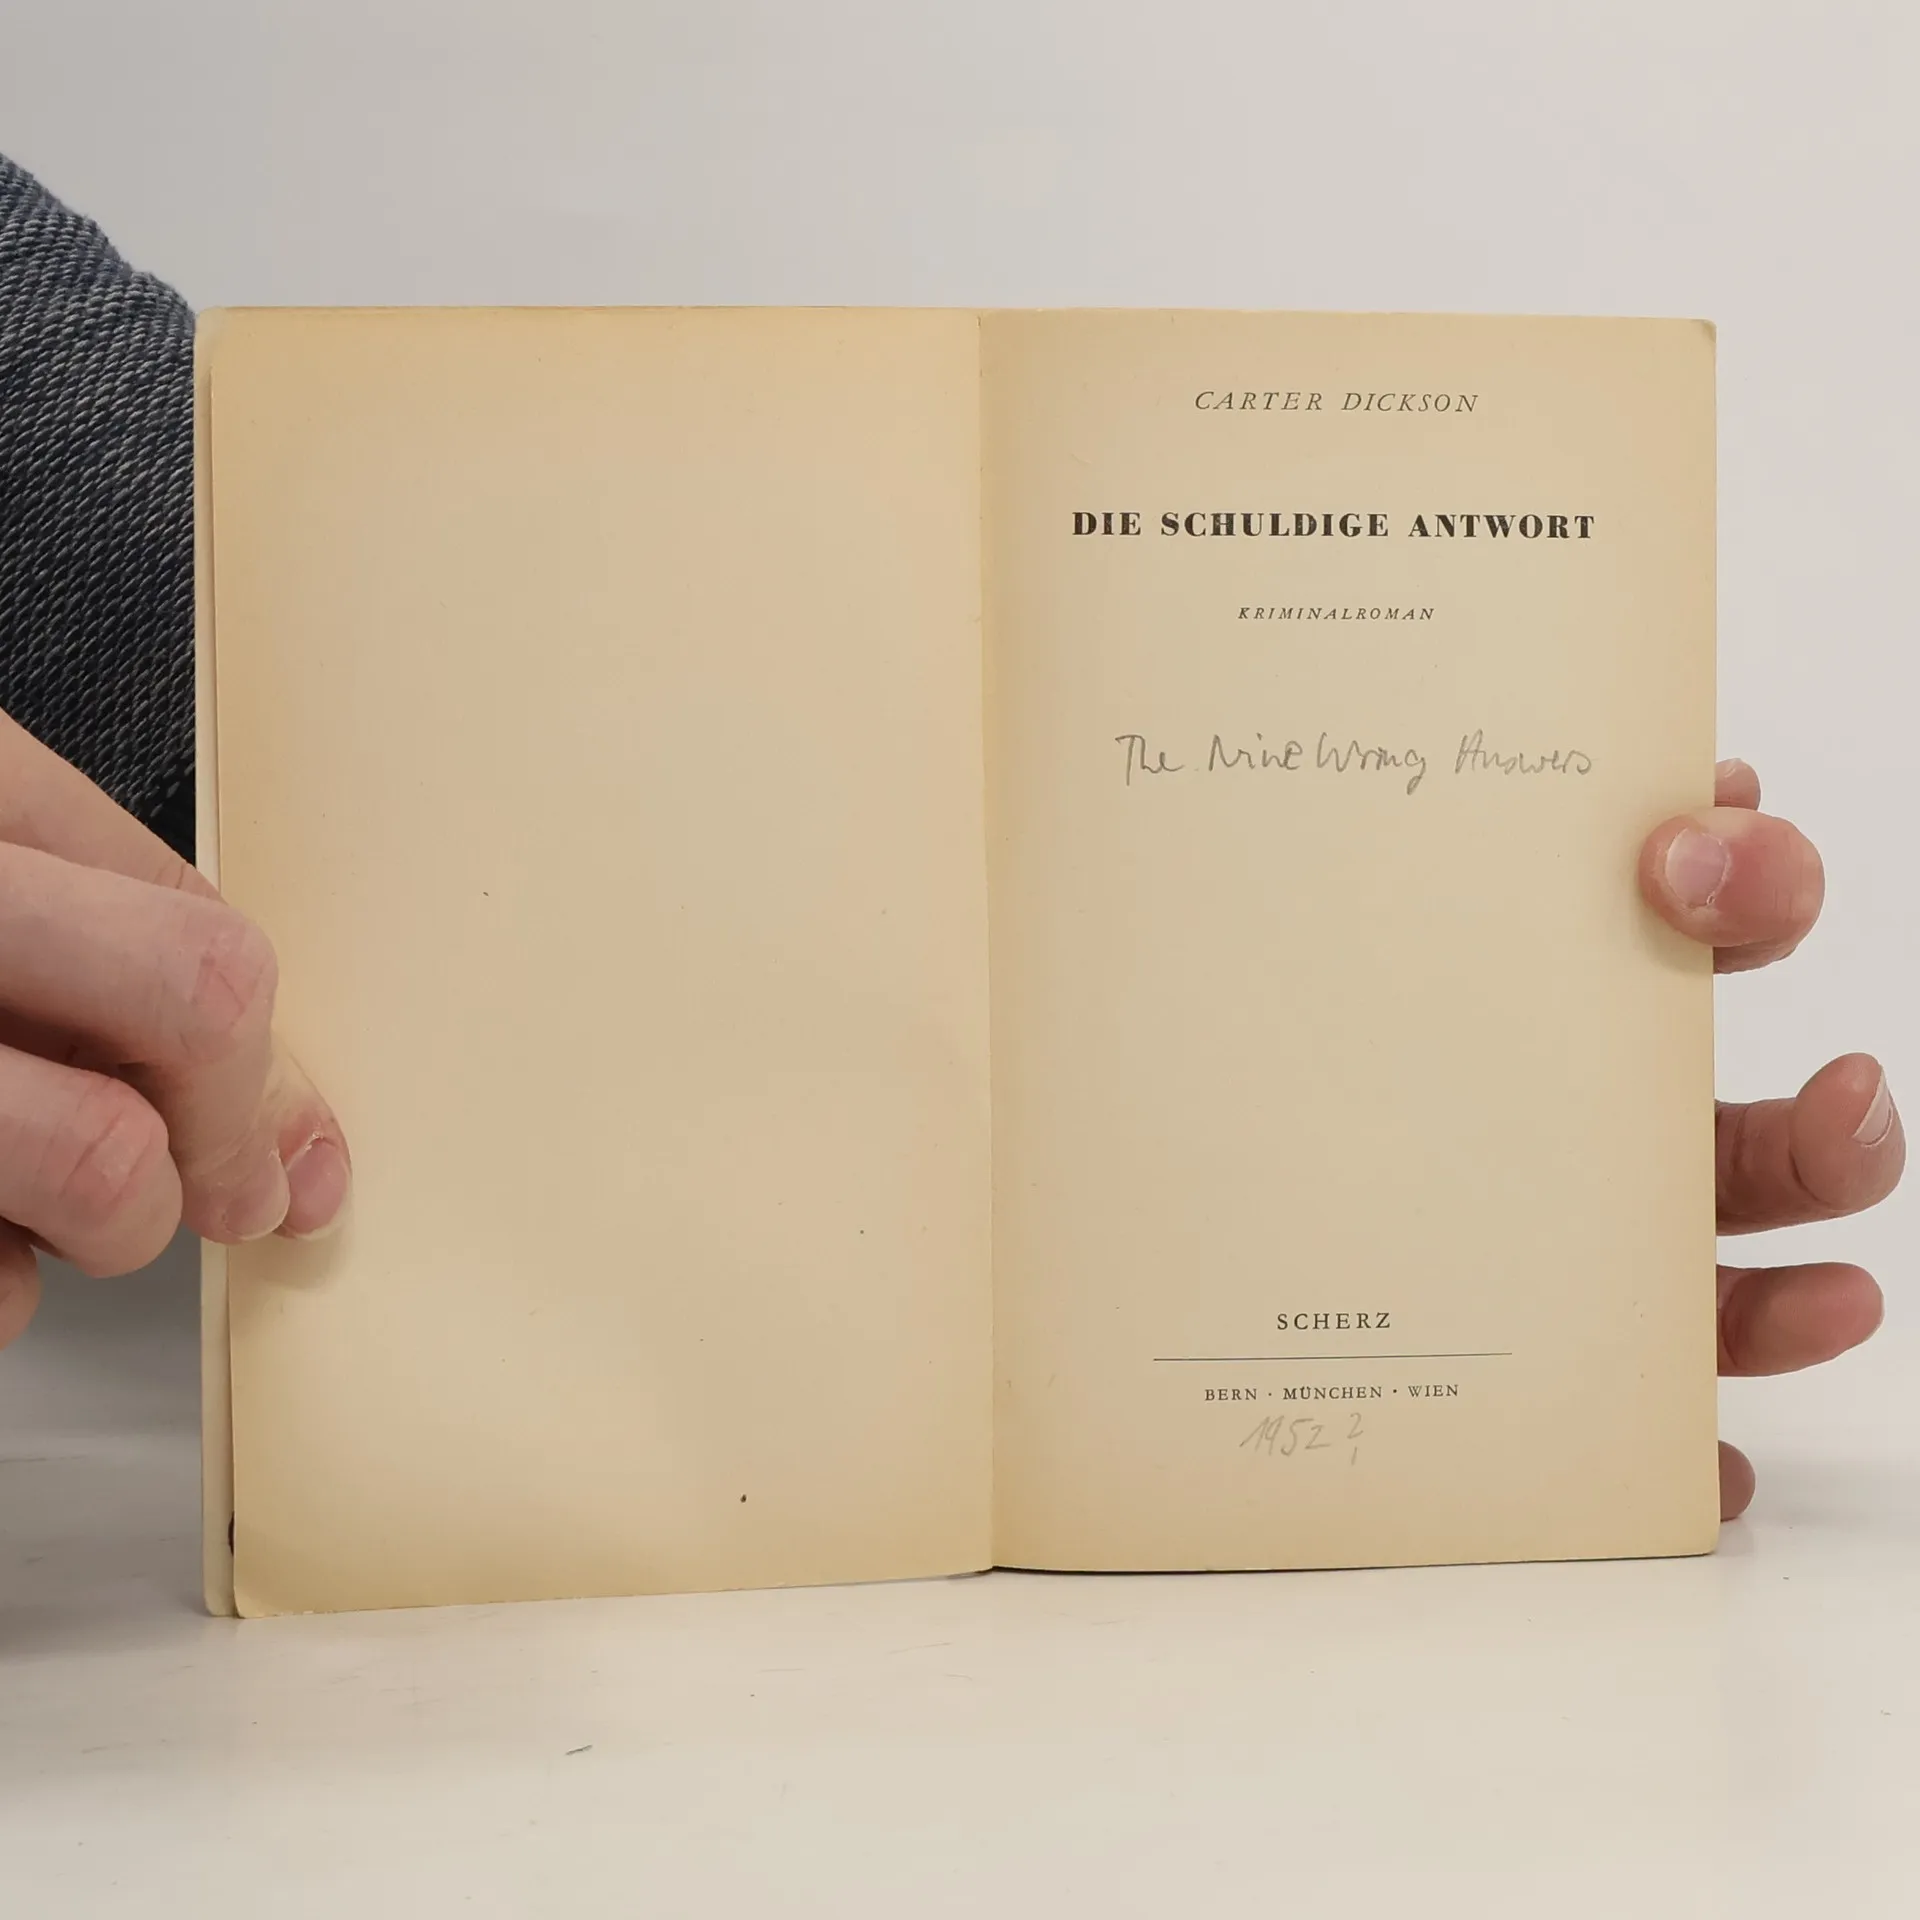 CARTER DICKSON
DIE SCHULDIGE ANTWORT
KRIMINALROMAN
The Nine Wrong Answers
SCHERZ
BERN · MÜNCHEN · WIEN
1952 ?